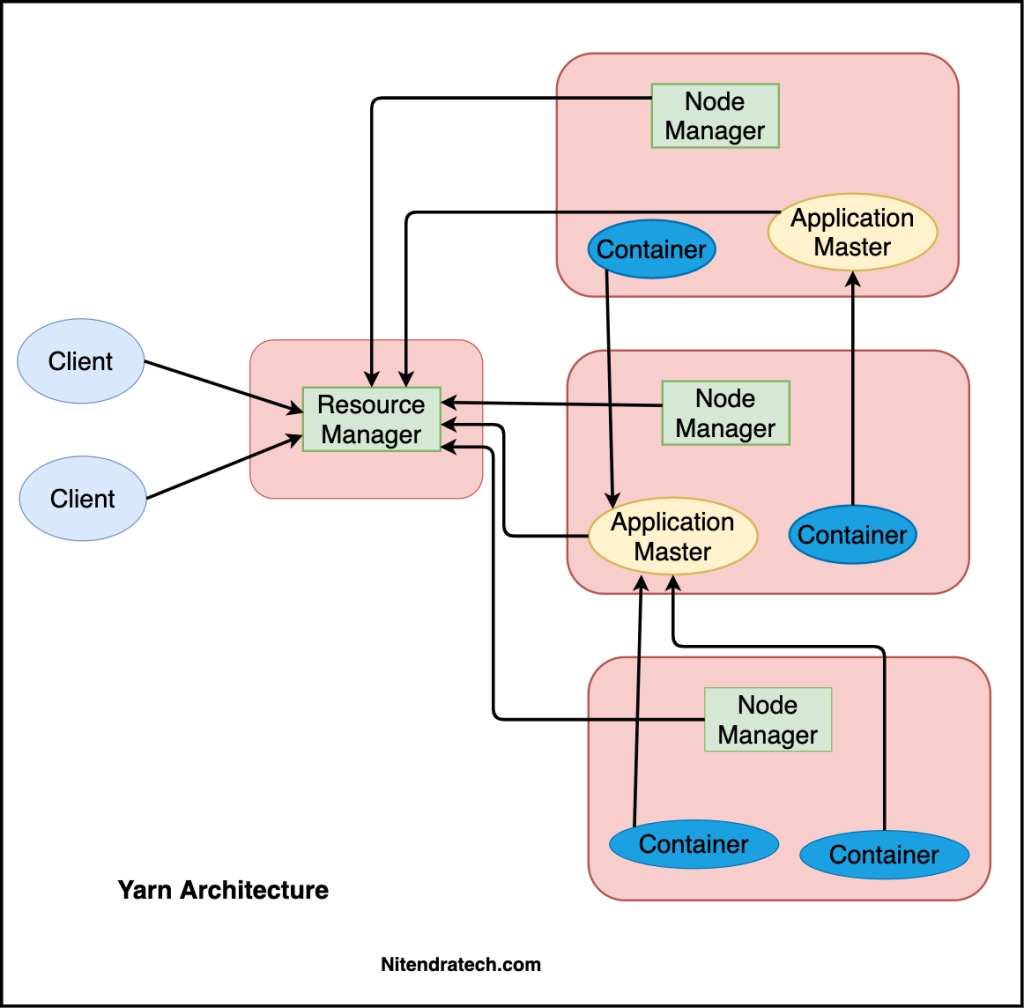 Node
Manager
Application
Master
Container
Client
Resource
Manager
Node
Manager
Client
Application
Master
Container
Node
Manager
Container
Container
Yarn Architecture
Nitendratech.com